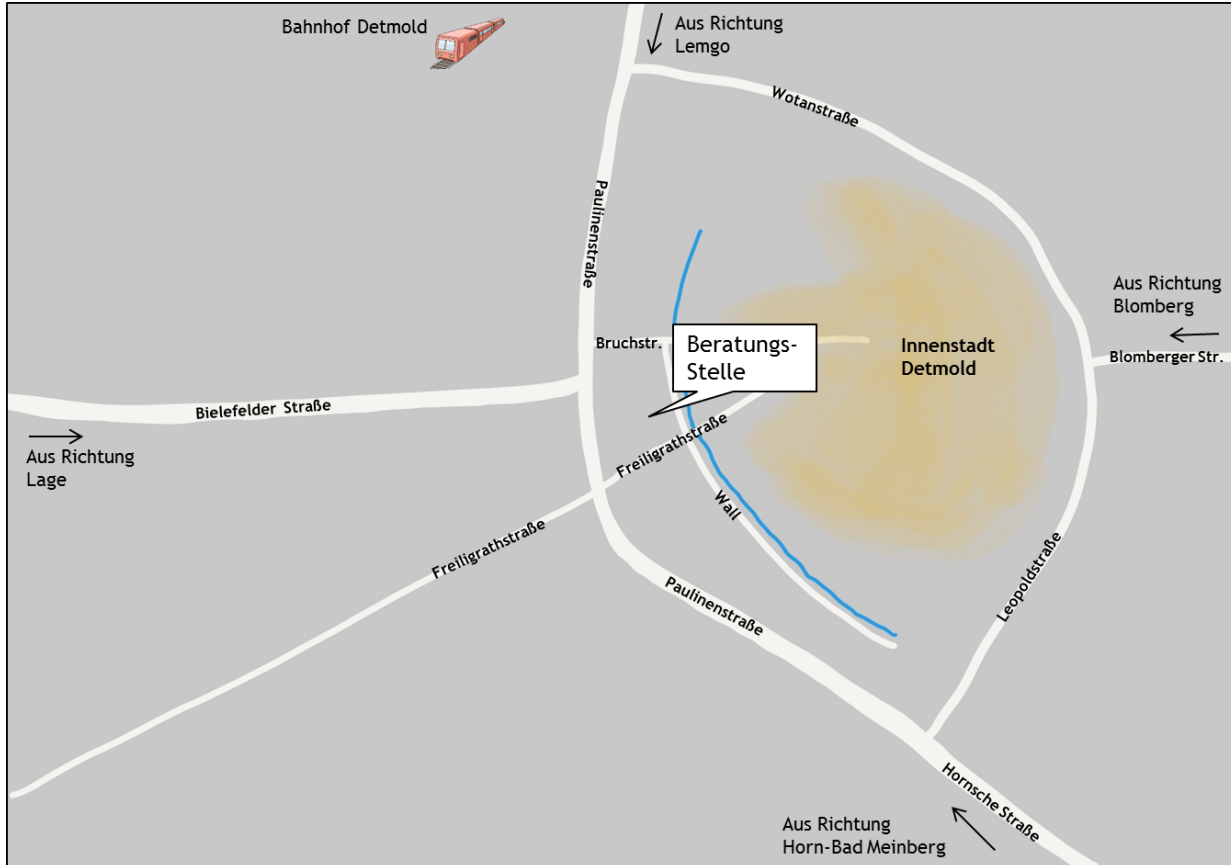 Bahnhof Detmold
Aus Richtung
Lemgo
Wotanstraße
Paulinenstraße
Aus Richtung
Blomberg
Bruchstr.
Beratungs-
Stelle
Innenstadt
Detmold
Blomberger Str.
Bielefelder Straße
Aus Richtung
Lage
Freiligrathstraße
Wall
Freiligrathstraße
Leopoldstraße
Paulinenstraße
Hornsche Straße
Aus Richtung
Horn-Bad Meinberg